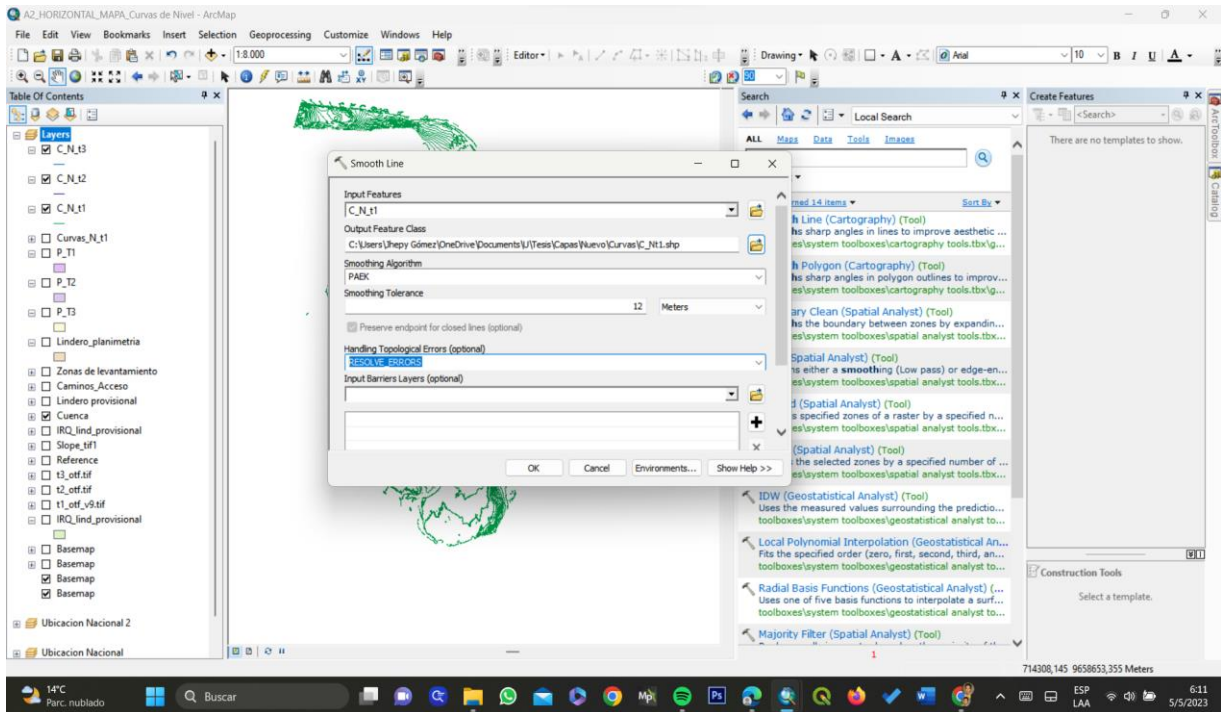 A2_HORIZONTAL_MAPA_Curvas de Nivel - ArcMap
File Edit View Bookmarks Insert Selection Geoprocessing Customize Windows Help
1:8.000
Editor
Drawing
Arial
10
B I U A
80
Table Of Contents
Layers
C_N_t3
C_N_t2
C_N_t1
Curvas_N_t1
P_T1
P_T2
P_T3
Lindero_planimetria
Zonas de levantamiento
Caminos_Acceso
Lindero provisional
Cuenca
IRQ_lind_provisional
Slope_tif1
Reference
t3_otf.tif
t2_otf.tif
t1_otf_v9.tif
IRQ_lind_provisional
Basemap
Basemap
Basemap
Basemap
Ubicacion Nacional 2
Ubicacion Nacional
Smooth Line
Input Features
C_N_t1
Output Feature Class
C:\Users\Jhepy Gómez\OneDrive\Documents\U\Tesis\Capas\Nuevo\Curvas\C_Nt1.shp
Smoothing Algorithm
PAEK
Smoothing Tolerance
12 Meters
Preserve endpoint for closed lines (optional)
Handling Topological Errors (optional)
RESOLVE_ERRORS
Input Barriers Layers (optional)
OK Cancel Environments... Show Help >>
Search
Local Search
ALL Maps Data Tools Images
rned 14 items Sort By
h Line (Cartography) (Tool)
hs sharp angles in lines to improve aesthetic ...
es\system toolboxes\cartography tools.tbx\g...
h Polygon (Cartography) (Tool)
hs sharp angles in polygon outlines to improv...
es\system toolboxes\cartography tools.tbx\g...
ary Clean (Spatial Analyst) (Tool)
hs the boundary between zones by expandin...
es\system toolboxes\spatial analyst tools.tbx...
Spatial Analyst) (Tool)
ns either a smoothing (Low pass) or edge-en...
es\system toolboxes\spatial analyst tools.tbx...
d (Spatial Analyst) (Tool)
s specified zones of a raster by a specified n...
es\system toolboxes\spatial analyst tools.tbx...
(Spatial Analyst) (Tool)
the selected zones by a specified number of ...
es\system toolboxes\spatial analyst tools.tbx...
IDW (Geostatistical Analyst) (Tool)
Uses the measured values surrounding the predictio...
toolboxes\system toolboxes\geostatistical analyst to...
Local Polynomial Interpolation (Geostatistical An...
Fits the specified order (zero, first, second, third, an...
toolboxes\system toolboxes\geostatistical analyst to...
Radial Basis Functions (Geostatistical Analyst) (...
Uses one of five basis functions to interpolate a surf...
toolboxes\system toolboxes\geostatistical analyst to...
Majority Filter (Spatial Analyst) (Tool)
1
Create Features
<Search>
There are no templates to show.
Construction Tools
Select a template.
ArcToolbox
Catalog
714308,145 9658653,355 Meters
14°C
Parc. nublado
Buscar
Ps
ESP
LAA
6:11
5/5/2023